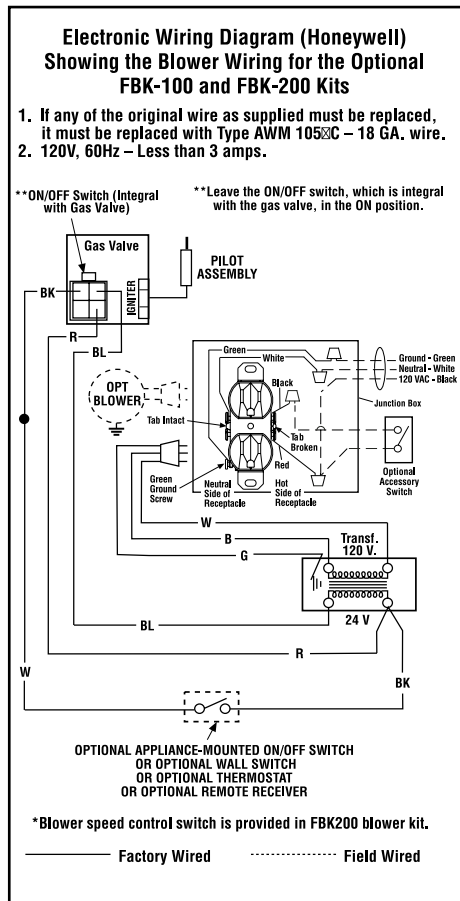 Electronic Wiring Diagram (Honeywell)
Showing the Blower Wiring for the Optional
FBK-100 and FBK-200 Kits
1. If any of the original wire as supplied must be replaced,
it must be replaced with Type AWM 105☒C – 18 GA. wire.
2. 120V, 60Hz – Less than 3 amps.
**ON/OFF Switch (Integral
with Gas Valve)
**Leave the ON/OFF switch, which is integral
with the gas valve, in the ON position.
Gas Valve
IGNITER
PILOT
ASSEMBLY
BK
R
BL
OPT
BLOWER
Green
White
Black
Ground - Green
Neutral - White
120 VAC - Black
Junction Box
Tab Intact
Tab
Broken
Red
Green
Ground
Screw
Neutral
Side of
Receptacle
Hot
Side of
Receptacle
Optional
Accessory
Switch
W
B
G
Transf.
120 V.
24 V
BL
R
BK
W
OPTIONAL APPLIANCE-MOUNTED ON/OFF SWITCH
OR OPTIONAL WALL SWITCH
OR OPTIONAL THERMOSTAT
OR OPTIONAL REMOTE RECEIVER
*Blower speed control switch is provided in FBK200 blower kit.
Factory Wired
Field Wired